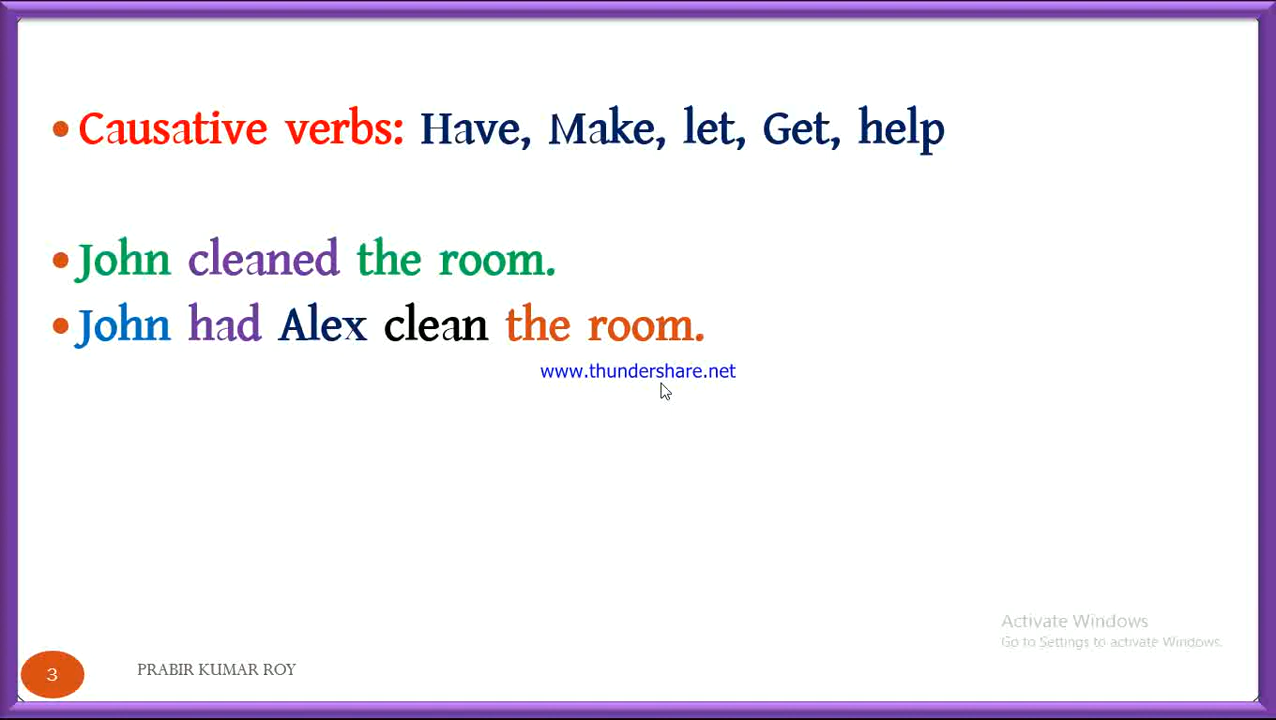 • Causative verbs: Have, Make, let, Get, help
• John cleaned the room.
• John had Alex clean the room.
www.thundershare.net
Activate Windows
Go to Settings to activate Windows.
3
PRABIR KUMAR ROY